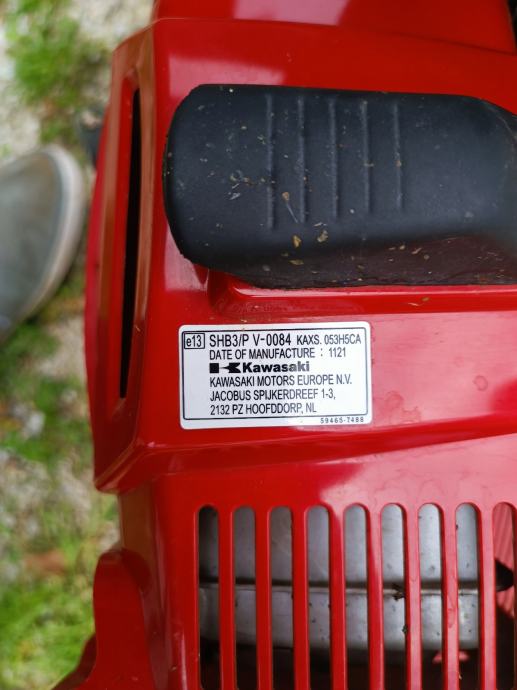 e13 SHB3/P V-0084 KAXS. 053H5CA
DATE OF MANUFACTURE : 1121
Kawasaki
KAWASAKI MOTORS EUROPE N.V.
JACOBUS SPIJKERDREEF 1-3,
2132 PZ HOOFDDORP, NL
59465-7488